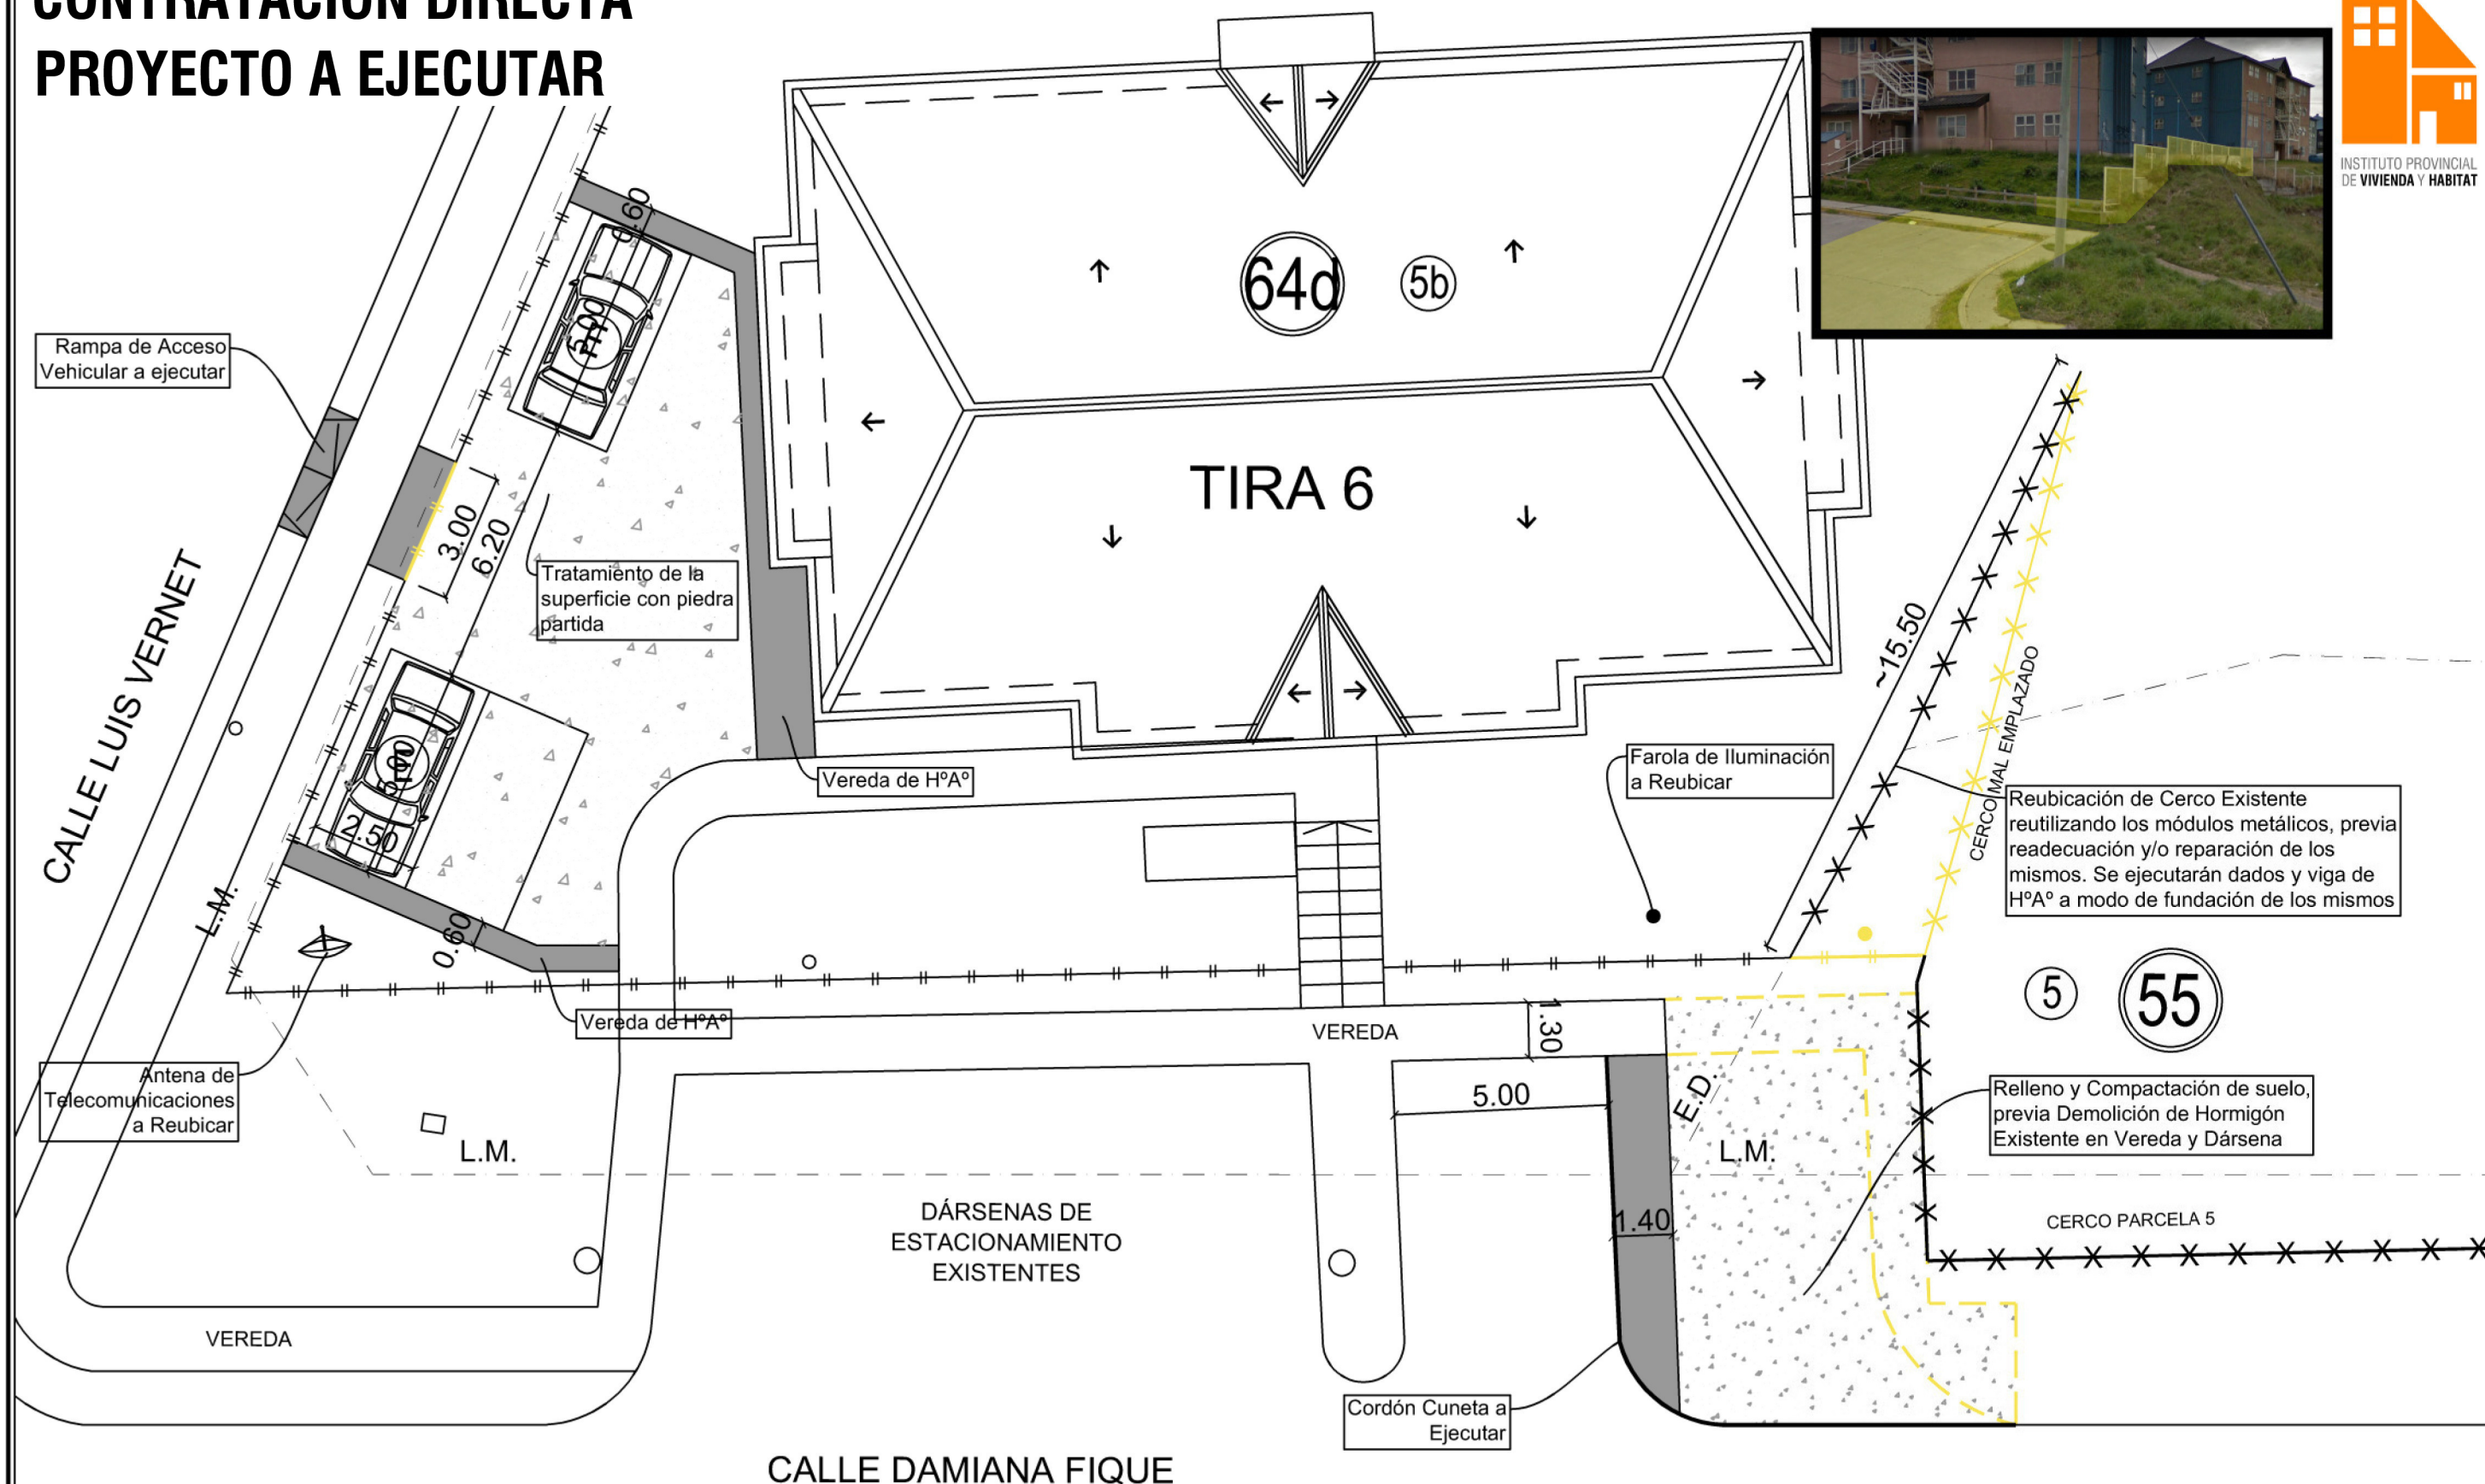 CONTRATACIÓN DIRECTA
PROYECTO A EJECUTAR
INSTITUTO PROVINCIAL
DE VIVIENDA Y HABITAT
Rampa de Acceso
Vehicular a ejecutar
0.60
5.00
64d
5b
TIRA 6
3.00
6.20
Tratamiento de la
superficie con piedra
partida
CALLE LUIS VERNET
L.M.
5.00
2.50
0.60
Vereda de HºAº
Vereda de HºAº
Antena de
Telecomunicaciones
a Reubicar
L.M.
Farola de Iluminación
a Reubicar
~15.50
CERCO MAL EMPLAZADO
Reubicación de Cerco Existente
reutilizando los módulos metálicos, previa
readecuación y/o reparación de los
mismos. Se ejecutarán dados y viga de
HºAº a modo de fundación de los mismos
5
55
VEREDA
1.30
5.00
E.D.
L.M.
1.40
Relleno y Compactación de suelo,
previa Demolición de Hormigón
Existente en Vereda y Dársena
CERCO PARCELA 5
DÁRSENAS DE
ESTACIONAMIENTO
EXISTENTES
VEREDA
Cordón Cuneta a
Ejecutar
CALLE DAMIANA FIQUE